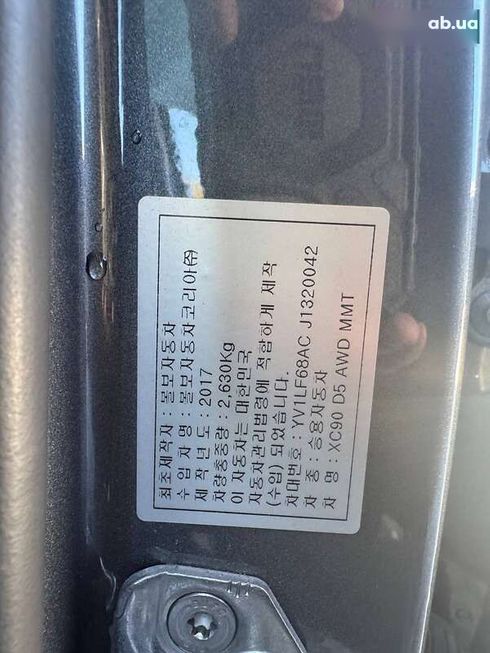 ab.ua
최초제작자 : 볼보자동차
수 입 자 명 : 볼보자동차코리아㈜
제 작 년 도 : 2017
차량총중량 : 2,630Kg
이 자동차는 대한민국
자동차관리법령에 적합하게 제작
(수입) 되었습니다.
차대번호 : YV1LF68AC J1320042
차 종 : 승용자동차
차 명 : XC90 D5 AWD MMT